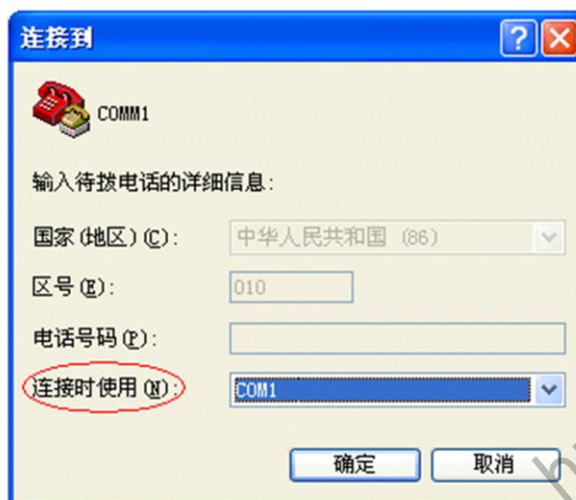 连接到
COMM1
输入待拨电话的详细信息:
国家(地区)(C): 中华人民共和国 (86)
区号(E): 010
电话号码(P):
连接时使用(N): COM1
确定 取消